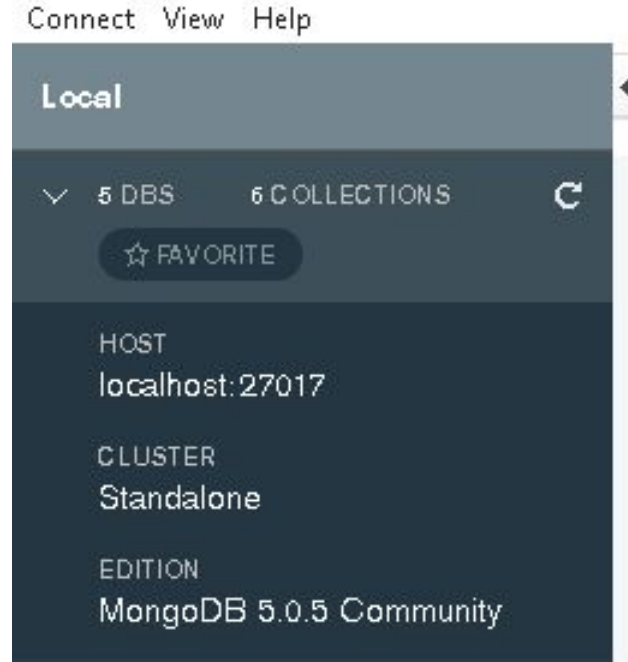 Connect View Help
Local
5 DBS 6 COLLECTIONS
FAVORITE
HOST
localhost:27017
CLUSTER
Standalone
EDITION
MongoDB 5.0.5 Community